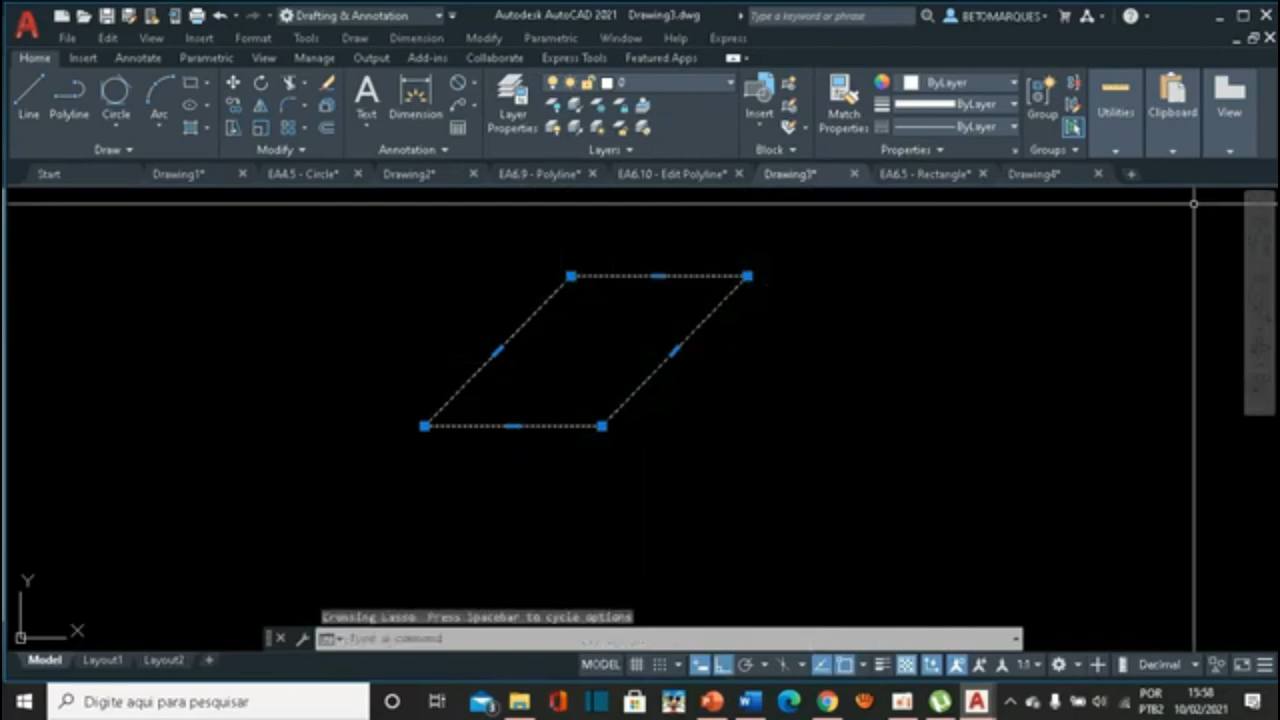 Drafting & Annotation Autodesk AutoCAD 2021 Drawing3.dwg Type a keyword or phrase BETOMARQUES
File Edit View Insert Format Tools Draw Dimension Modify Parametric Window Help Express
Home Insert Annotate Parametric View Manage Output Add-ins Collaborate Express Tools Featured Apps
0 ByLayer
ByLayer
Line Polyline Circle Arc Text Dimension Layer Properties Insert Match Properties Group Utilities Clipboard View
ByLayer
Draw Modify Annotation Layers Block Properties Groups
Start Drawing1* EA4.5 - Circle* Drawing2* EA6.9 - Polyline* EA6.10 - Edit Polyline* Drawing3* EA6.5 - Rectangle* Drawing4*
Y
X
Crossing Lasso Press Spacebar to cycle options
Type a command
Model Layout1 Layout2 MODEL 1:1 Decimal
Digite aqui para pesquisar
POR
PTB2
15:58
10/02/2021